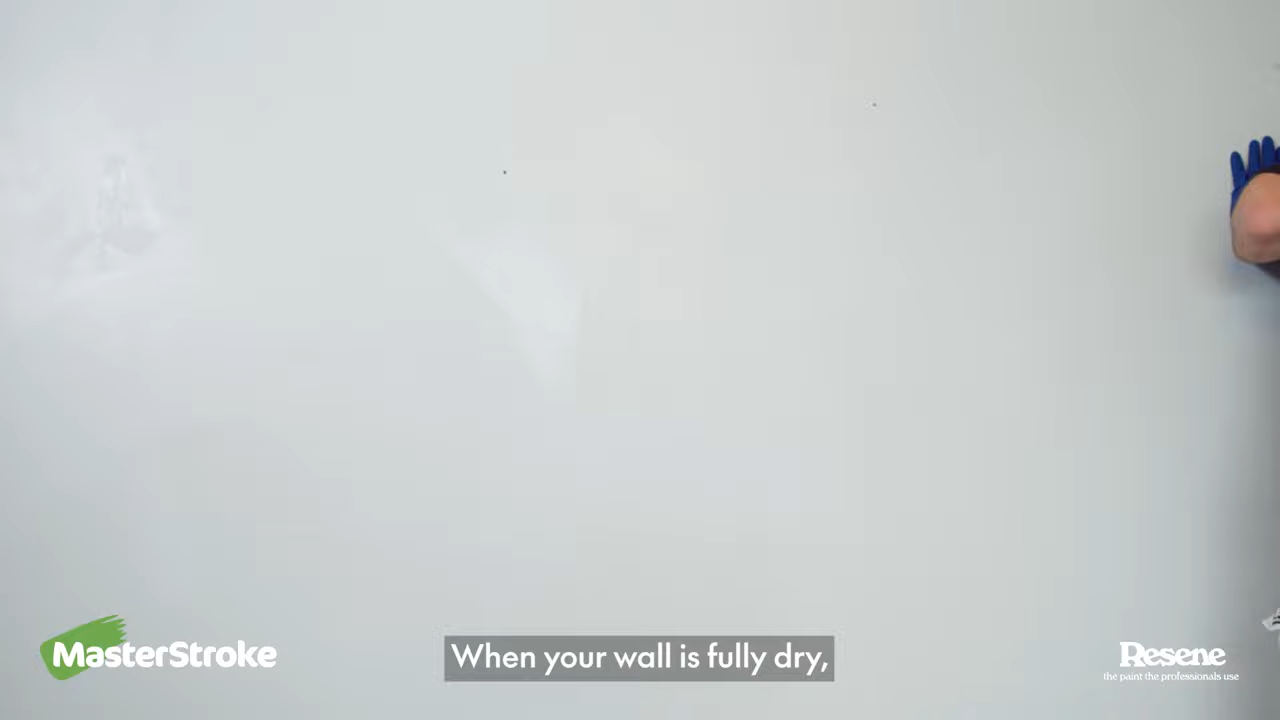 When your wall is fully dry,
MasterStroke
Resene
the paint the professionals use